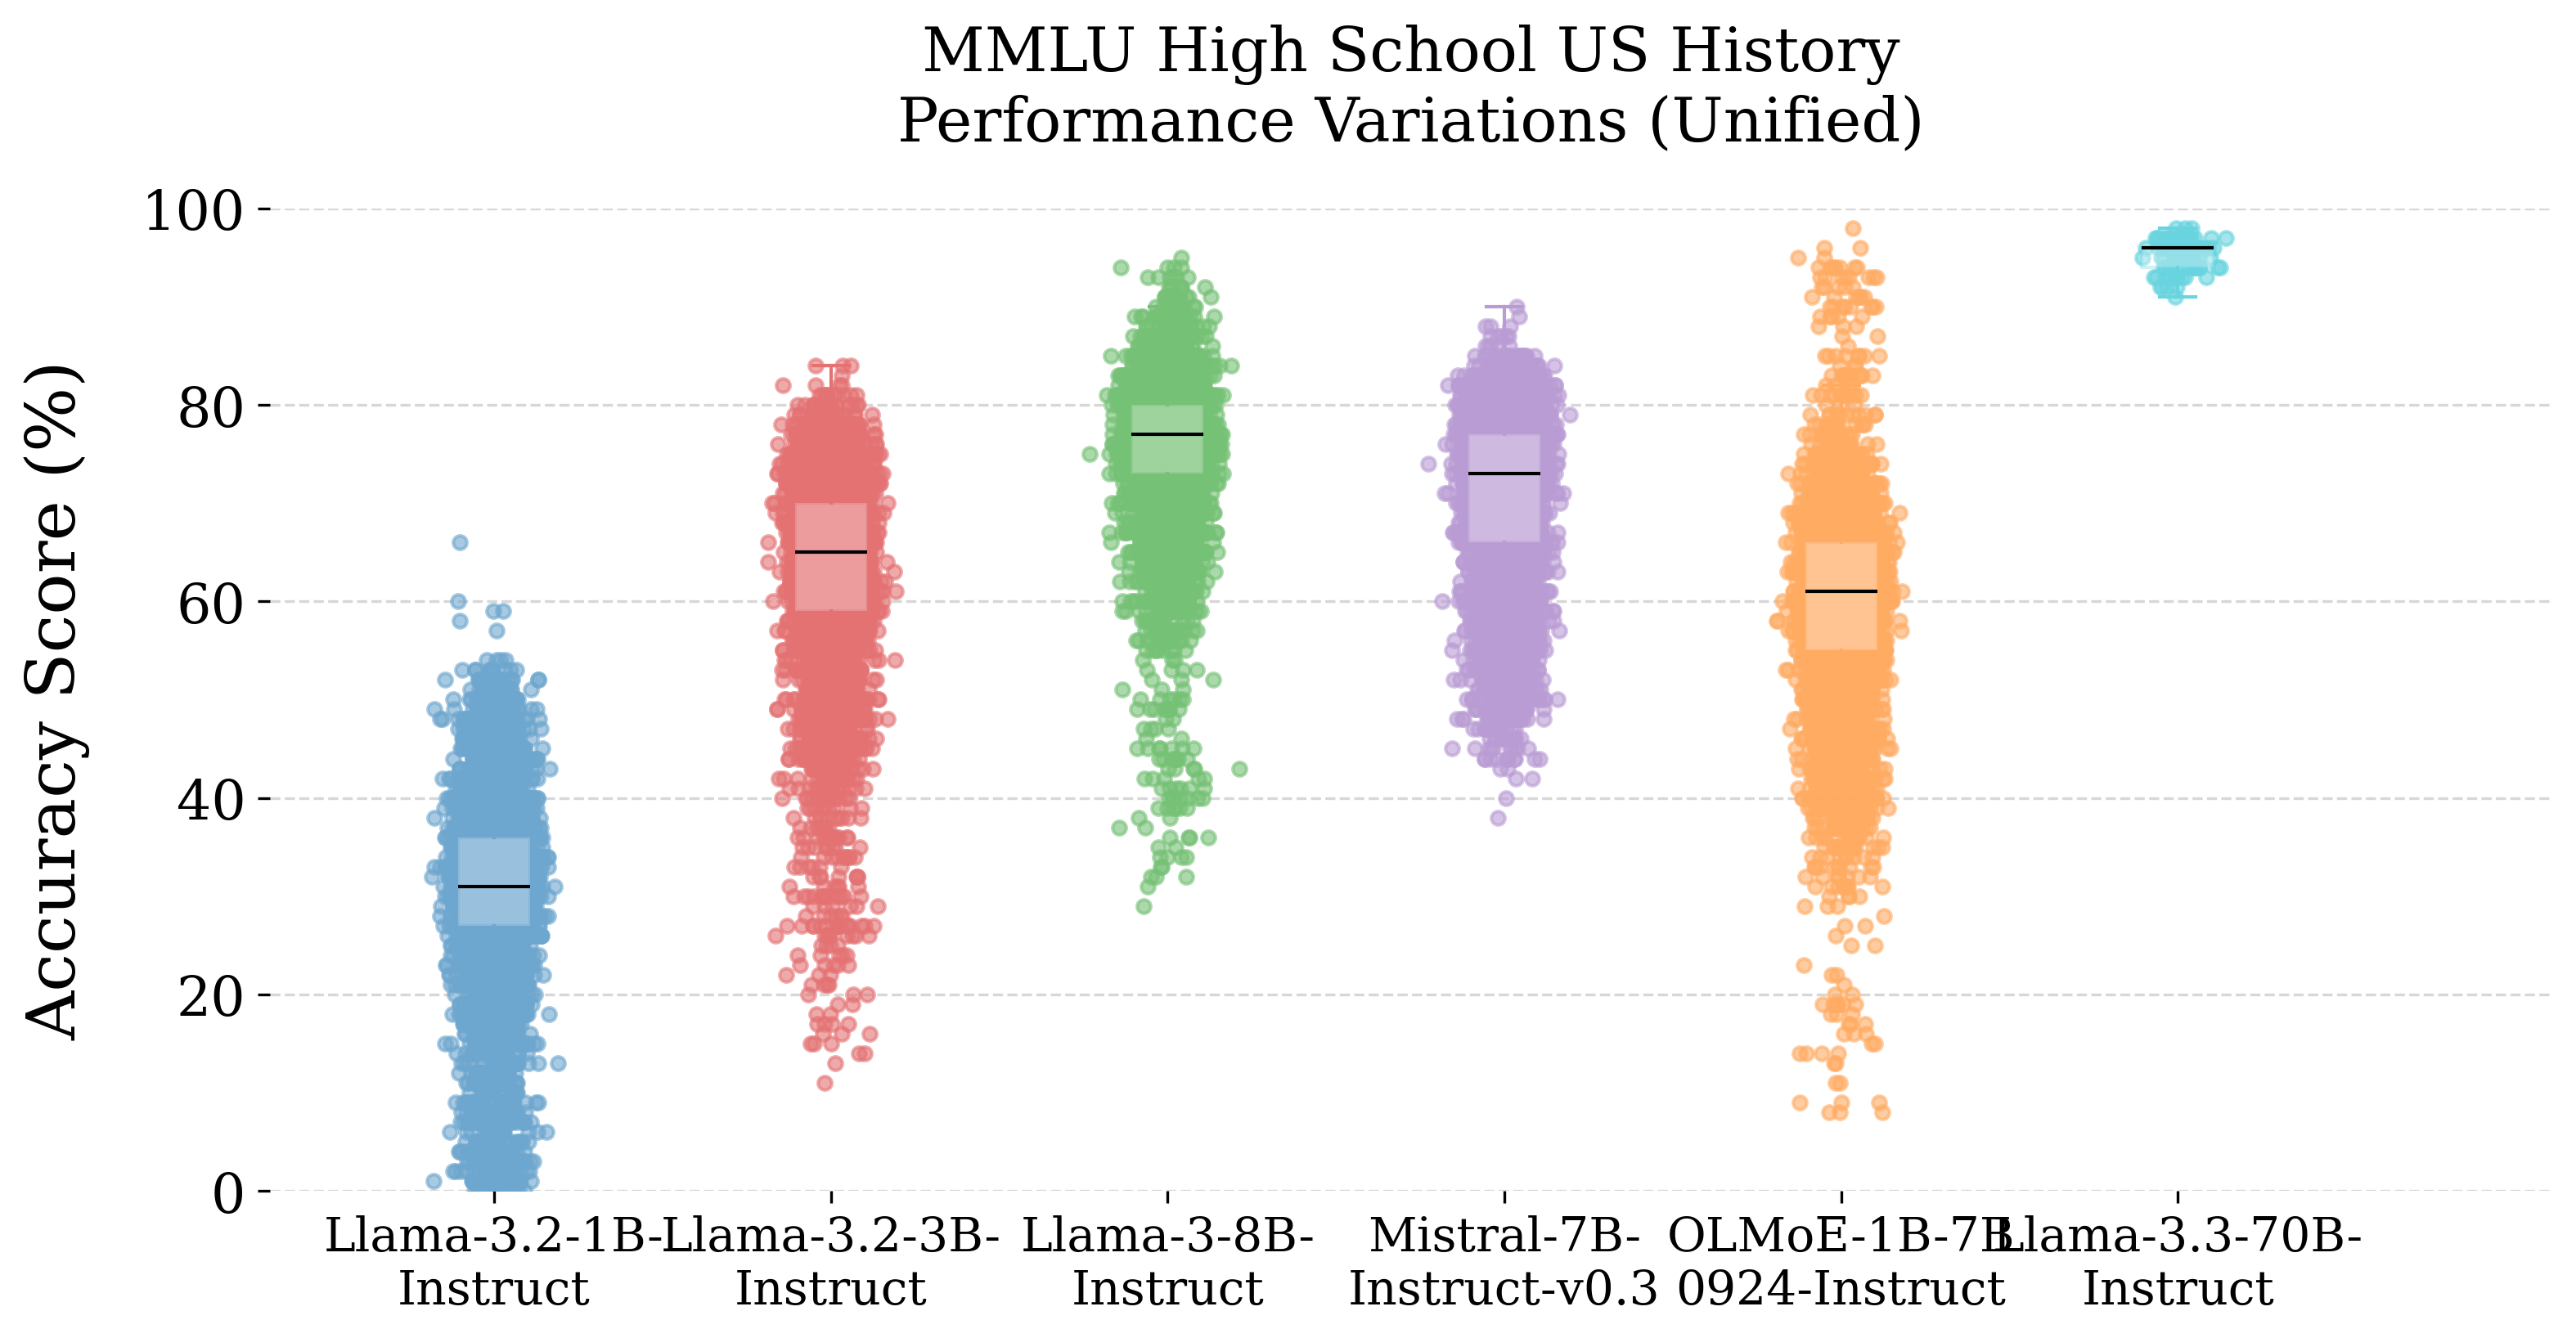 MMLU High School US History
Performance Variations (Unified)
Accuracy Score (%)
100
80
60
40
20
0
Llama-3.2-1B-
Instruct
Llama-3.2-3B-
Instruct
Llama-3-8B-
Instruct
Mistral-7B-
Instruct-v0.3
OLMoE-1B-7B
0924-Instruct
Llama-3.3-70B-
Instruct